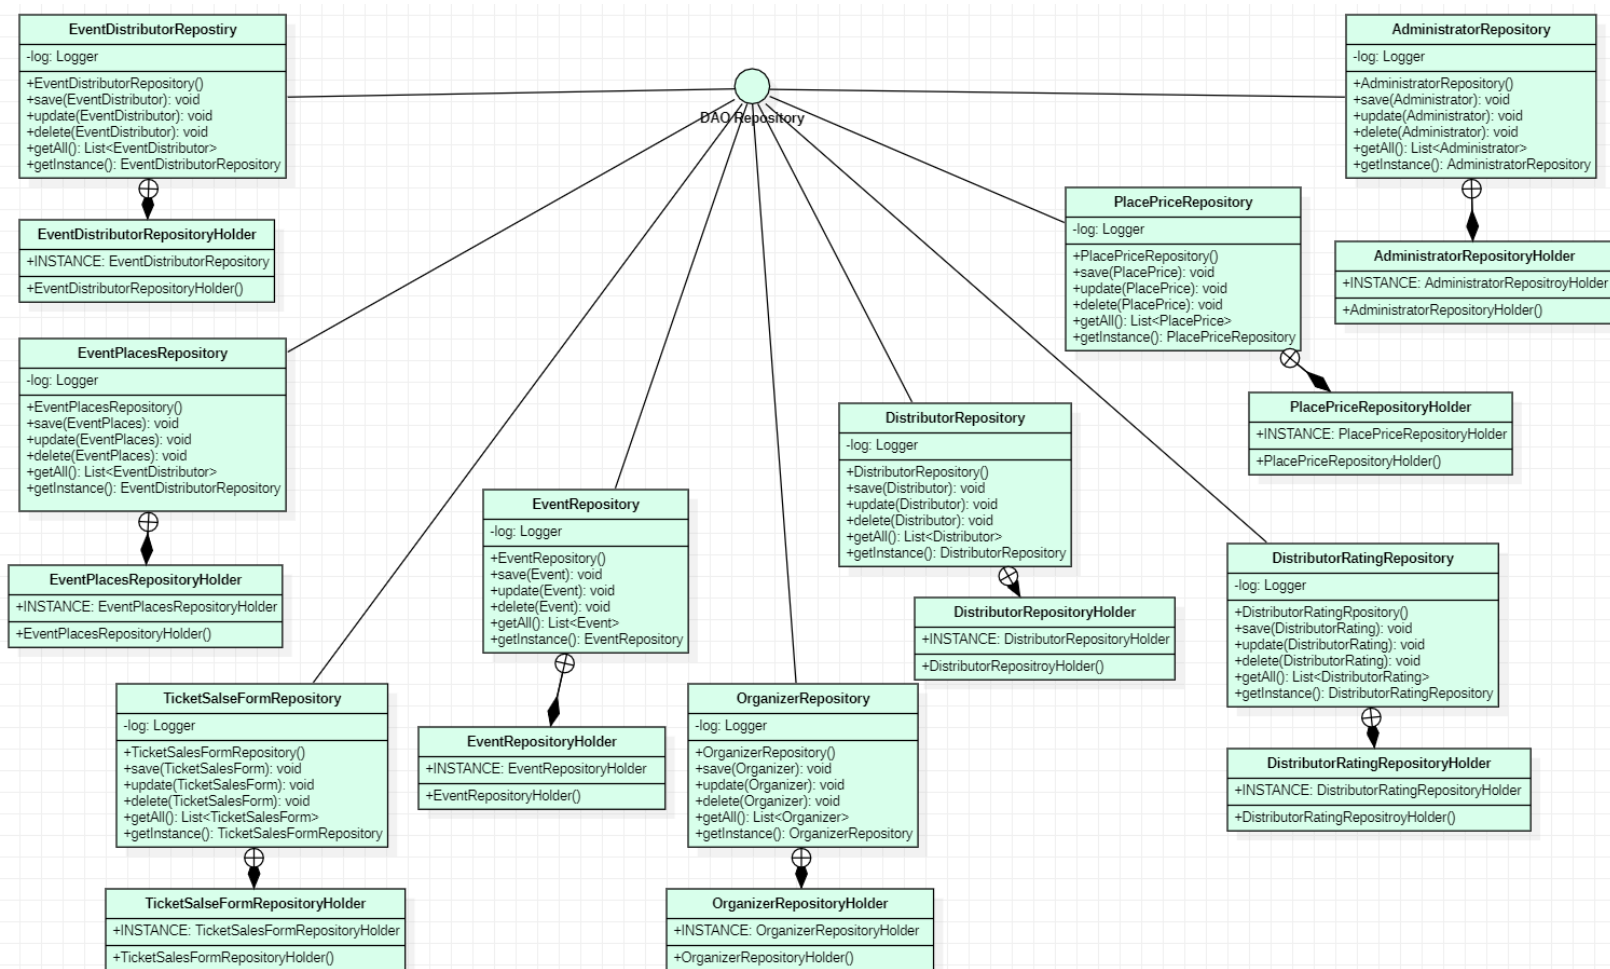 EventDistributorRepostiry
-log: Logger
+EventDistributorRepository()
+save(EventDistributor): void
+update(EventDistributor): void
+delete(EventDistributor): void
+getAll(): List<EventDistributor>
+getInstance(): EventDistributorRepository
EventDistributorRepositoryHolder
+INSTANCE: EventDistributorRepository
+EventDistributorRepositoryHolder()
EventPlacesRepository
-log: Logger
+EventPlacesRepository()
+save(EventPlaces): void
+update(EventPlaces): void
+delete(EventPlaces): void
+getAll(): List<EventDistributor>
+getInstance(): EventDistributorRepository
EventPlacesRepositoryHolder
+INSTANCE: EventPlacesRepositoryHolder
+EventPlacesRepositoryHolder()
TicketSalseFormRepository
-log: Logger
+TicketSalesFormRepository()
+save(TicketSalesForm): void
+update(TicketSalesForm): void
+delete(TicketSalesForm): void
+getAll(): List<TicketSalesForm>
+getInstance(): TicketSalesFormRepository
TicketSalseFormRepositoryHolder
+INSTANCE: TicketSalesFormRepositoryHolder
+TicketSalesFormRepositoryHolder()
DAO Repository
EventRepository
-log: Logger
+EventRepository()
+save(Event): void
+update(Event): void
+delete(Event): void
+getAll(): List<Event>
+getInstance(): EventRepository
EventRepositoryHolder
+INSTANCE: EventRepositoryHolder
+EventRepositoryHolder()
OrganizerRepository
-log: Logger
+OrganizerRepository()
+save(Organizer): void
+update(Organizer): void
+delete(Organizer): void
+getAll(): List<Organizer>
+getInstance(): OrganizerRepository
OrganizerRepositoryHolder
+INSTANCE: OrganizerRepositoryHolder
+OrganizerRepositoryHolder()
DistributorRepository
-log: Logger
+DistributorRepository()
+save(Distributor): void
+update(Distributor): void
+delete(Distributor): void
+getAll(): List<Distributor>
+getInstance(): DistributorRepository
DistributorRepositoryHolder
+INSTANCE: DistributorRepositoryHolder
+DistributorRepositroyHolder()
PlacePriceRepository
-log: Logger
+PlacePriceRepository()
+save(PlacePrice): void
+update(PlacePrice): void
+delete(PlacePrice): void
+getAll(): List<PlacePrice>
+getInstance(): PlacePriceRepository
PlacePriceRepositoryHolder
+INSTANCE: PlacePriceRepositoryHolder
+PlacePriceRepositoryHolder()
AdministratorRepository
-log: Logger
+AdministratorRepository()
+save(Administrator): void
+update(Administrator): void
+delete(Administrator): void
+getAll(): List<Administrator>
+getInstance(): AdministratorRepository
AdministratorRepositoryHolder
+INSTANCE: AdministratorRepositroyHolder
+AdministratorRepositoryHolder()
DistributorRatingRepository
-log: Logger
+DistributorRatingRpository()
+save(DistributorRating): void
+update(DistributorRating): void
+delete(DistributorRating): void
+getAll(): List<DistributorRating>
+getInstance(): DistributorRatingRepository
DistributorRatingRepositoryHolder
+INSTANCE: DistributorRatingRepositoryHolder
+DistributorRatingRepositroyHolder()